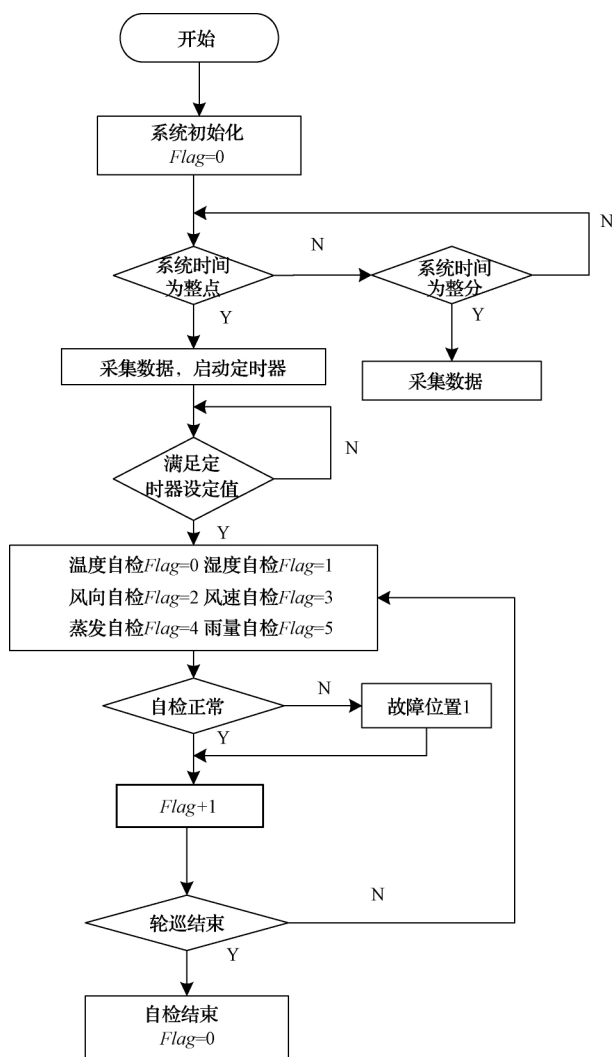 开始
系统初始化
Flag=0
N
N
系统时间
为整点
系统时间
为整分
Y
Y
采集数据，启动定时器
采集数据
N
满足定
时器设定值
Y
温度自检Flag=0 湿度自检Flag=1
风向自检Flag=2 风速自检Flag=3
蒸发自检Flag=4 雨量自检Flag=5
N
自检正常
故障位置1
Y
Flag+1
N
轮巡结束
Y
自检结束
Flag=0